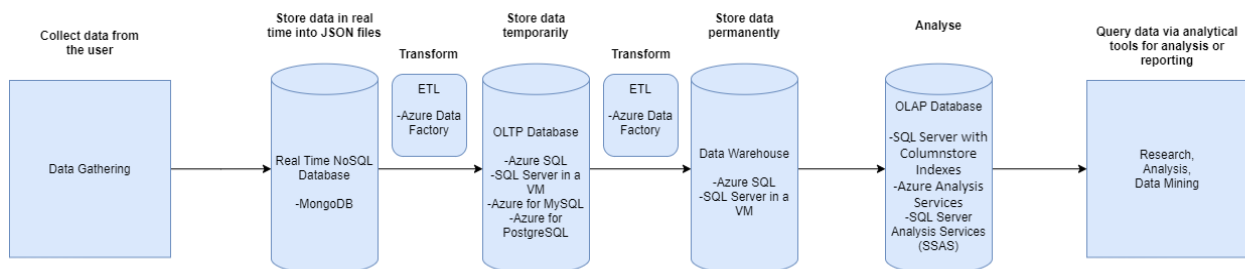 Collect data from
the user
Data Gathering
Store data in real
time into JSON files
Real Time NoSQL
Database
-MongoDB
Transform
ETL
-Azure Data
Factory
Store data
temporarily
OLTP Database
-Azure SQL
-SQL Server in a
VM
-Azure for MySQL
-Azure for
PostgreSQL
Transform
ETL
-Azure Data
Factory
Store data
permanently
Data Warehouse
-Azure SQL
-SQL Server in a
VM
Analyse
OLAP Database
-SQL Server with
Columnstore
Indexes
-Azure Analysis
Services
-SQL Server
Analysis Services
(SSAS)
Query data via analytical
tools for analysis or
reporting
Research,
Analysis,
Data Mining